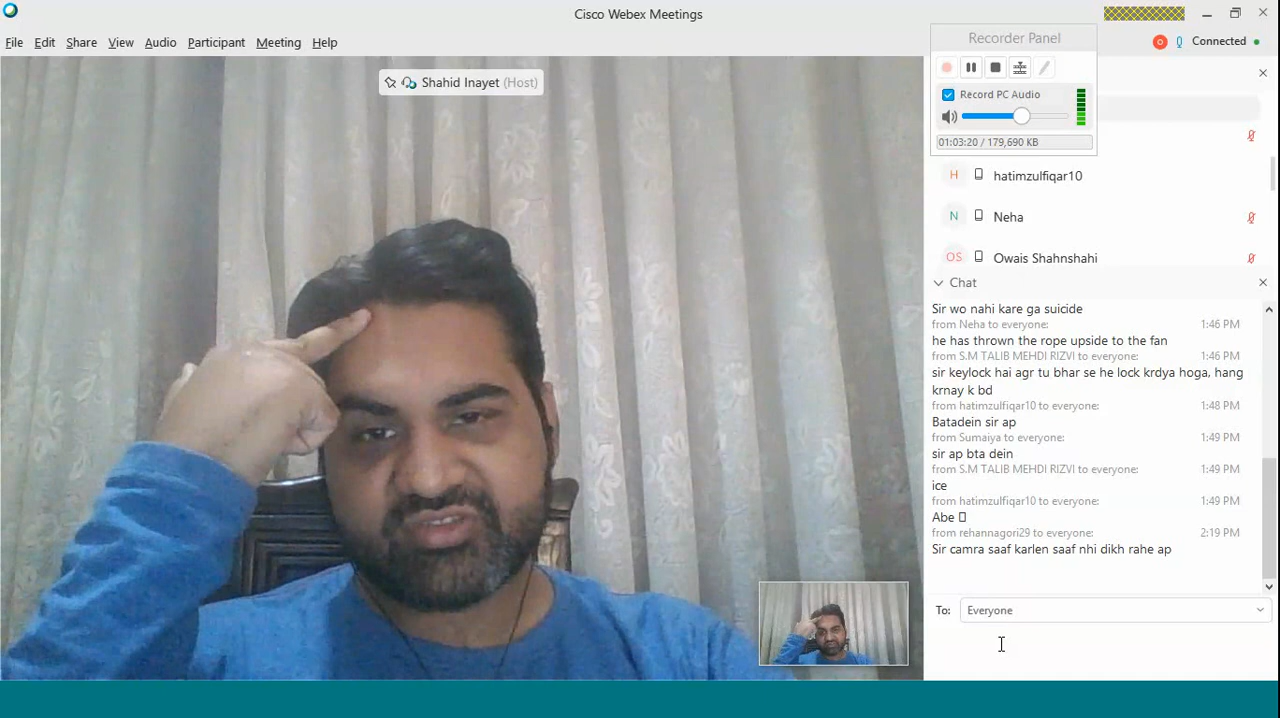 Cisco Webex Meetings
File Edit Share View Audio Participant Meeting Help
Connected
Shahid Inayet (Host)
Recorder Panel
Record PC Audio
01:03:20 / 179,690 KB
H hatimzulfiqar10
N Neha
OS Owais Shahnshahi
Chat
Sir wo nahi kare ga suicide
from Neha to everyone: 1:46 PM
he has thrown the rope upside to the fan
from S.M TALIB MEHDI RIZVI to everyone: 1:46 PM
sir keylock hai agr tu bhar se he lock krdya hoga, hang
krnay k bd
from hatimzulfiqar10 to everyone: 1:48 PM
Batadein sir ap
from Sumaiya to everyone: 1:49 PM
sir ap bta dein
from S.M TALIB MEHDI RIZVI to everyone: 1:49 PM
ice
from hatimzulfiqar10 to everyone: 1:49 PM
Abe
from rehannagori29 to everyone: 2:19 PM
Sir camra saaf karlen saaf nhi dikh rahe ap
To: Everyone